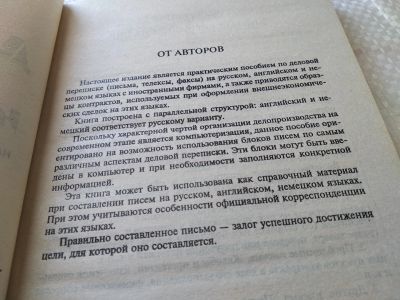 ОТ АВТОРОВ
Настоящее издание является практическим пособием по деловой
переписке (письма, телексы, факсы) на русском, английском и не-
мецком языках с иностранными фирмами, а также приводятся образ-
цы контрактов, используемых при оформлении внешнеэкономиче-
ских сделок на этих языках.
Книга построена с параллельной структурой: английский и не-
мецкий соответствует русскому варианту.
Поскольку характерной чертой организации делопроизводства на
современном этапе является компьютеризация, данное пособие ори-
ентировано на возможность использования блоков писем по самым
различным аспектам деловой переписки. Эти блоки могут быть вве-
дены в компьютер и при необходимости заполняются конкретной
информацией.
Эта книга может быть использована как справочный материал
при составлении писем на русском, английском, немецком языках.
При этом учитываются особенности официальной корреспонденции
на этих языках.
Правильно составленное письмо — залог успешного достижения
цели, для которой оно составляется.